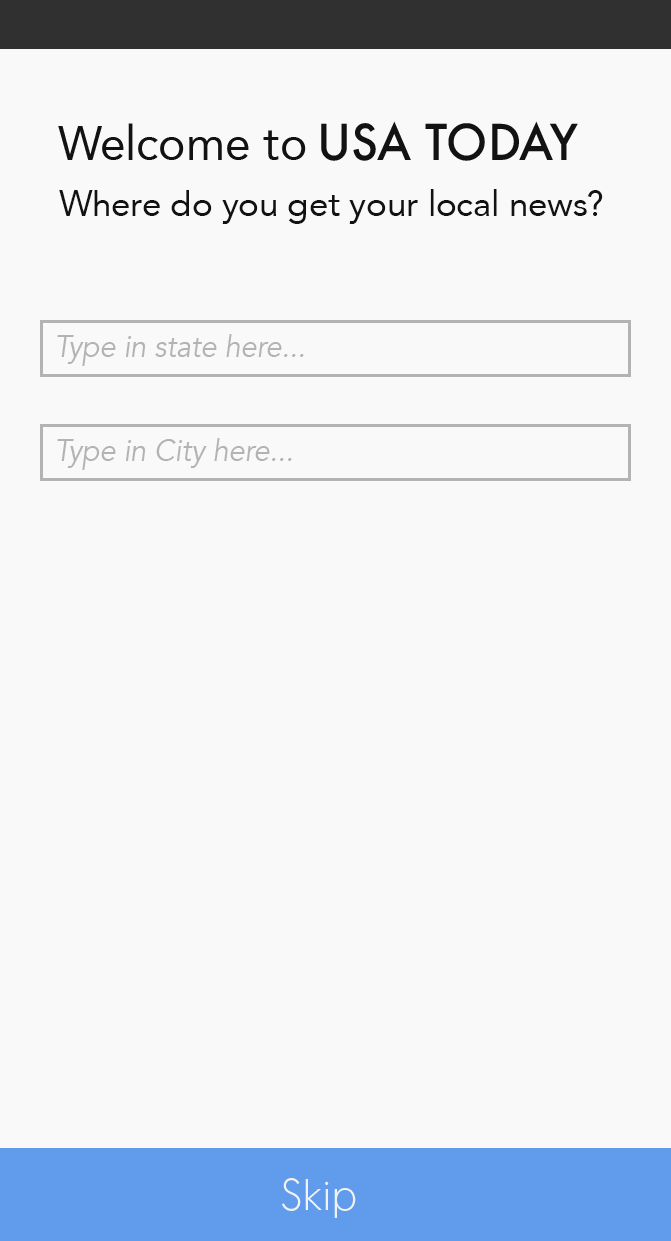 Welcome to USA TODAY
Where do you get your local news?
Type in state here...
Type in City here...
Skip